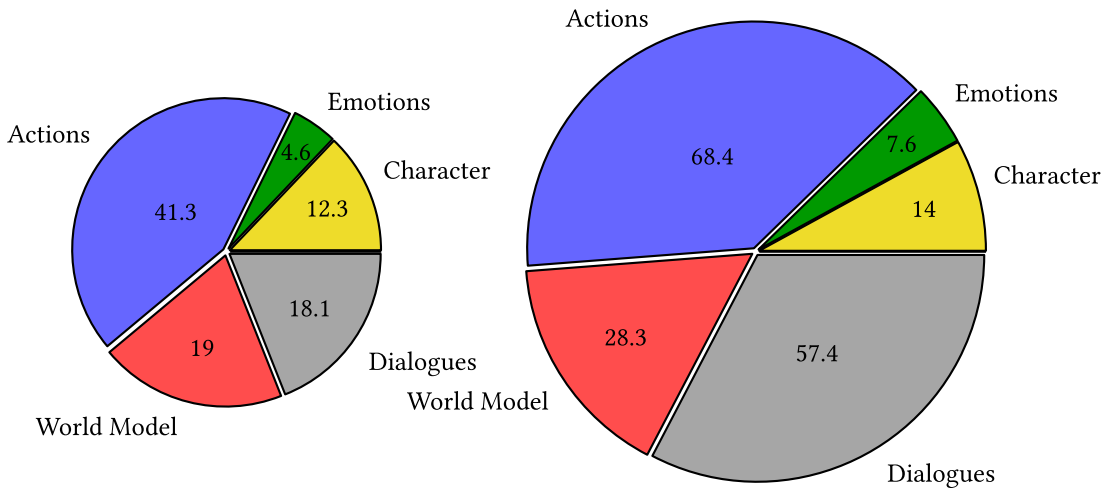 Actions
Emotions
Character
41.3
4.6
12.3
19
18.1
World Model
Dialogues
Actions
Emotions
Character
68.4
7.6
14
28.3
57.4
World Model
Dialogues